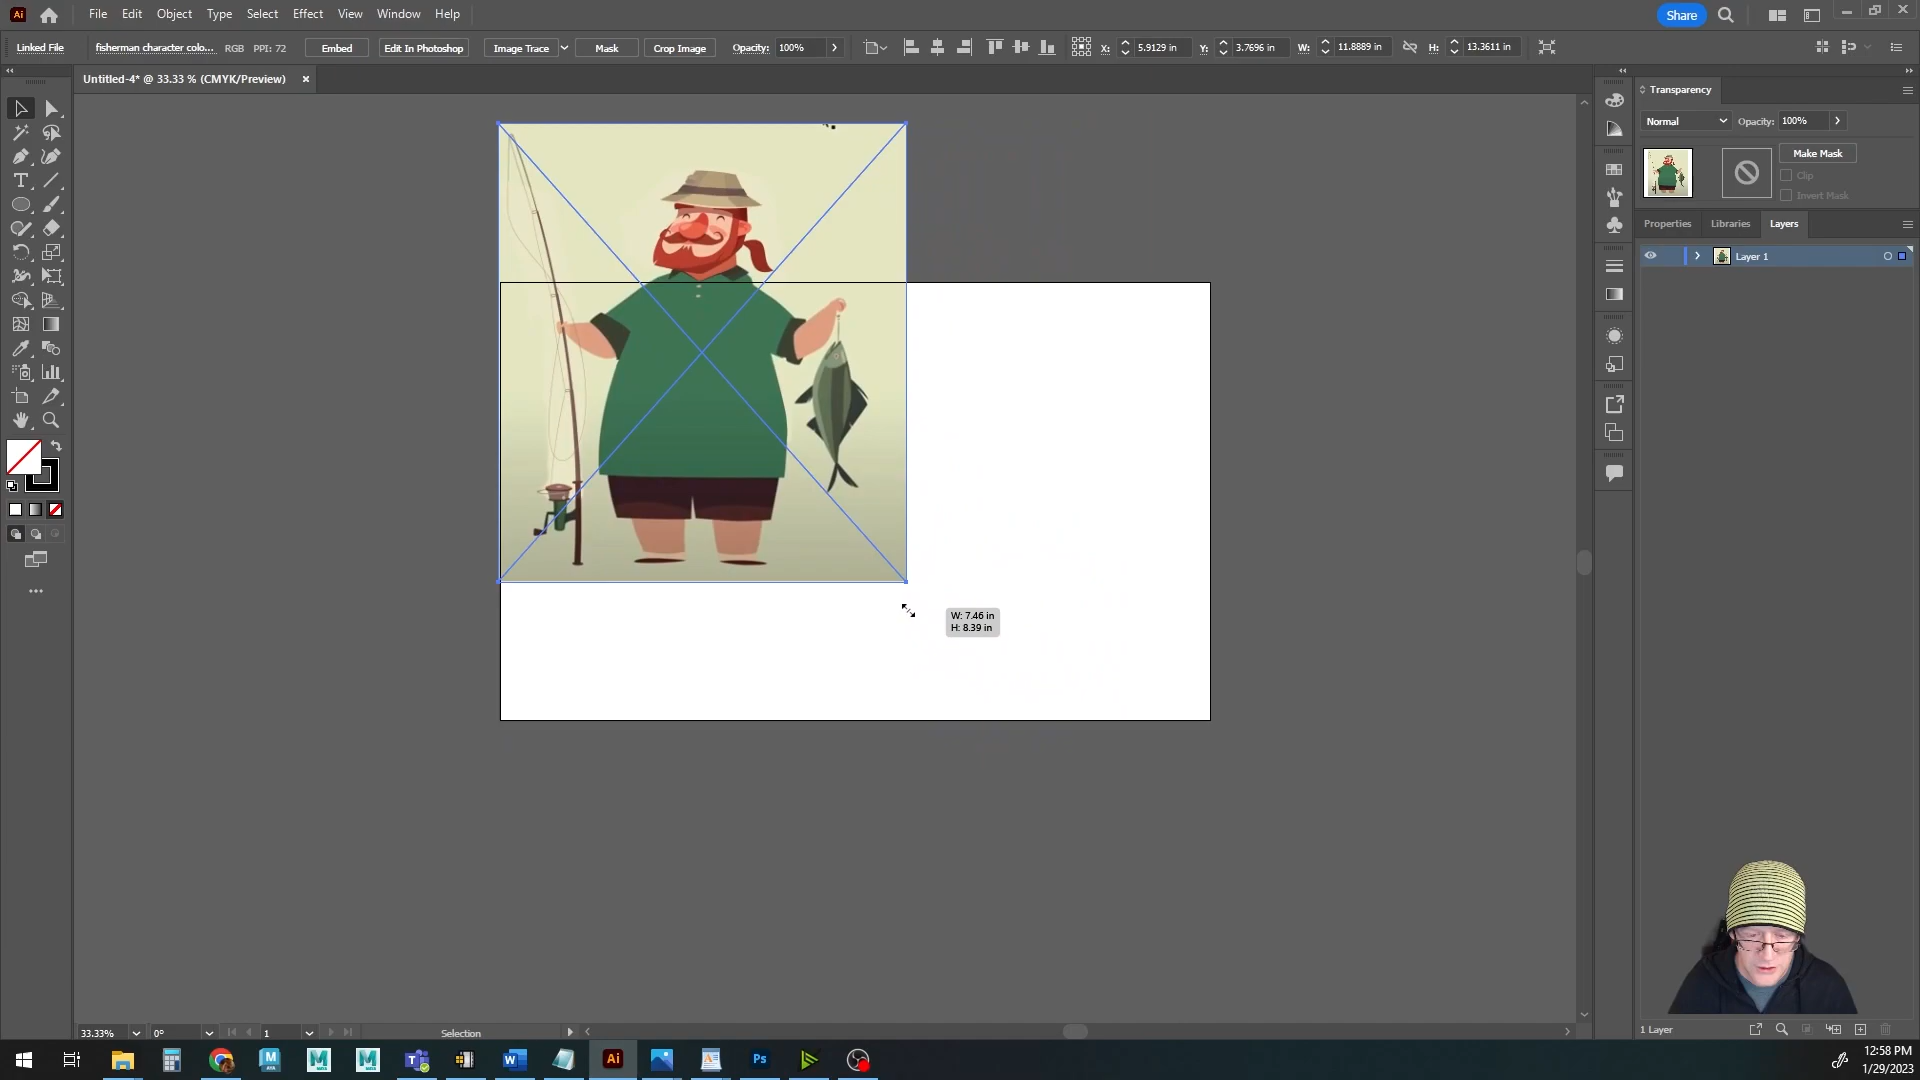 Ai File Edit Object Type Select Effect View Window Help Share
Linked File fisherman character colo... RGB PPI: 72 Embed Edit In Photoshop Image Trace Mask Crop Image Opacity: 100% X: 5.9129 in Y: 3.7696 in W: 11.8889 in H: 13.3611 in
Untitled-4* @ 33.33 % (CMYK/Preview) ×
Transparency
Normal Opacity: 100%
Make Mask
Clip
Invert Mask
Properties Libraries Layers
Layer 1
W: 7.46 in
H: 8.39 in
33.33% 0° 1 Selection
1 Layer
Ai Ps
12:58 PM
1/29/2023